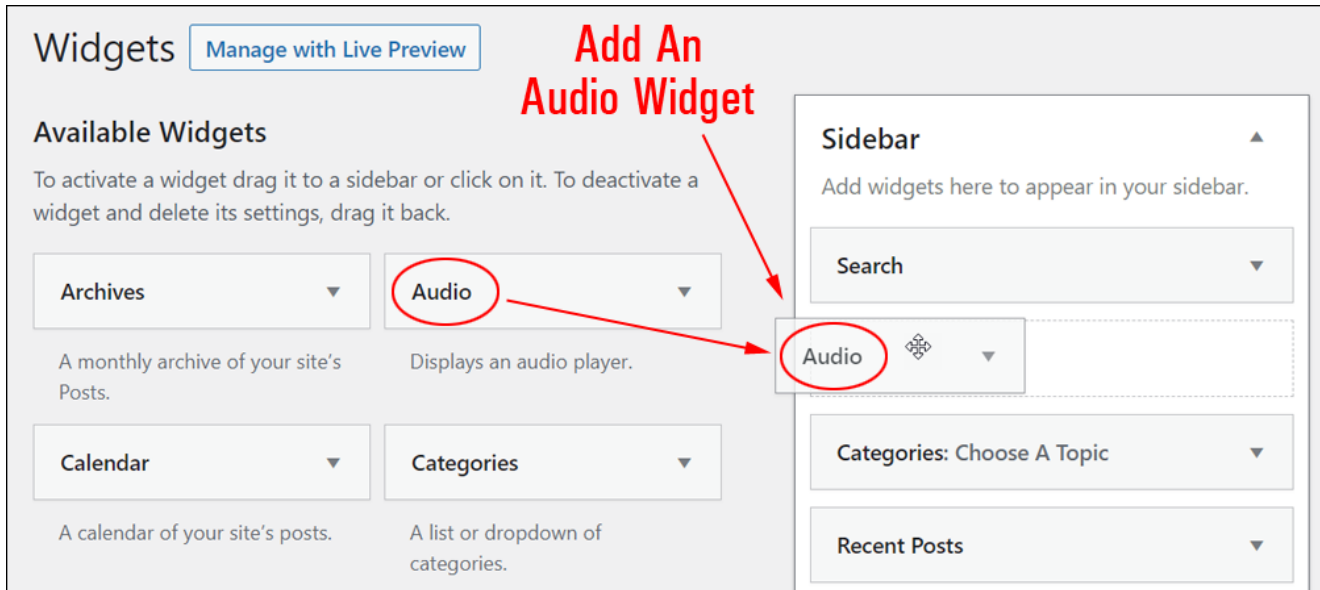 Widgets
Manage with Live Preview
Add An
Audio Widget
Available Widgets
To activate a widget drag it to a sidebar or click on it. To deactivate a
widget and delete its settings, drag it back.
Archives
Audio
A monthly archive of your site’s
Posts.
Displays an audio player.
Calendar
Categories
A calendar of your site’s posts.
A list or dropdown of
categories.
Sidebar
Add widgets here to appear in your sidebar.
Search
Audio
Categories: Choose A Topic
Recent Posts